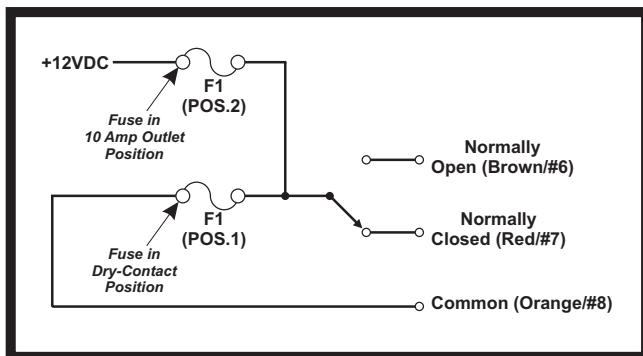 +12VDC
F1
(POS.2)
Fuse in
10 Amp Outlet
Position
Normally
Open (Brown/#6)
F1
(POS.1)
Normally
Closed (Red/#7)
Fuse in
Dry-Contact
Position
Common (Orange/#8)